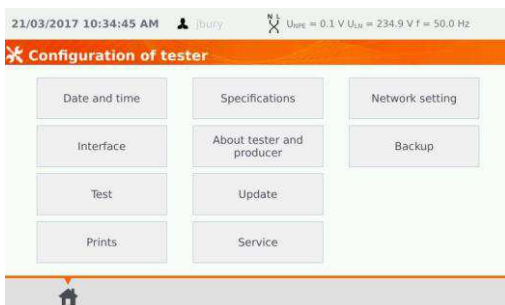 21/03/2017 10:34:45 AM jbury N L UNPE = 0.1 V ULN = 234.9 V f = 50.0 Hz
Configuration of tester
Date and time Specifications Network setting
Interface About tester and producer Backup
Test Update
Prints Service